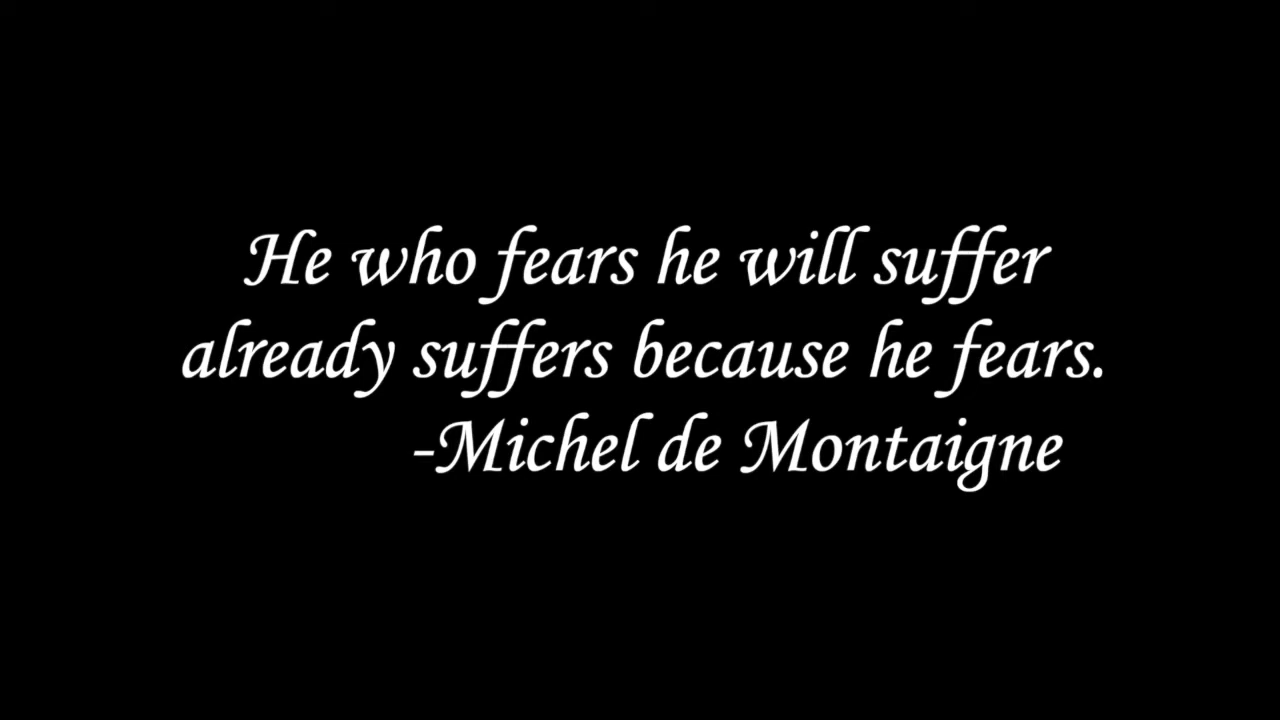 He who fears he will suffer
already suffers because he fears.
-Michel de Montaigne